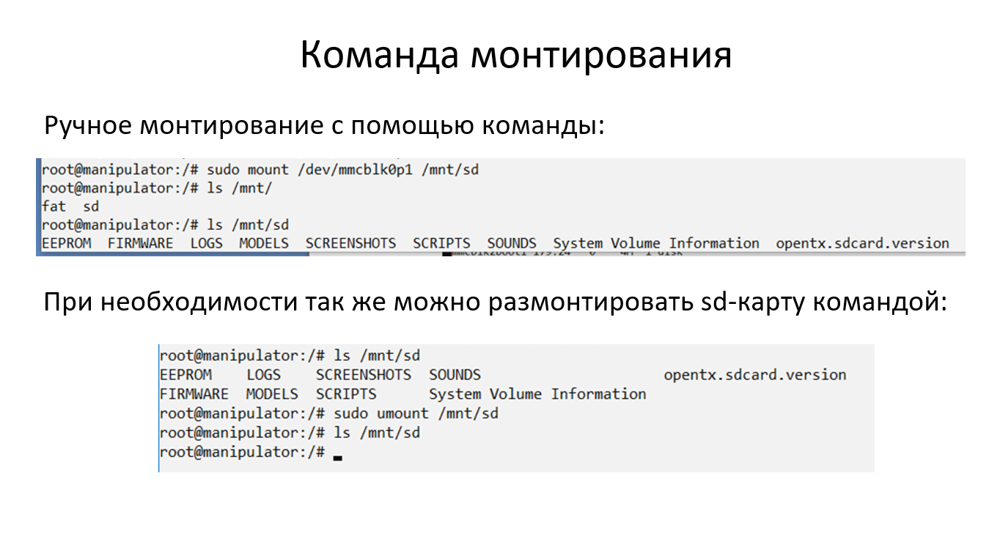 Команда монтирования
Ручное монтирование с помощью команды:
root@manipulator:/# sudo mount /dev/mmcblk0p1 /mnt/sd
root@manipulator:/# ls /mnt/
fat  sd
root@manipulator:/# ls /mnt/sd
EEPROM  FIRMWARE  LOGS  MODELS  SCREENSHOTS  SCRIPTS  SOUNDS  System Volume Information  opentx.sdcard.version
При необходимости так же можно размонтировать sd-карту командой:
root@manipulator:/# ls /mnt/sd
EEPROM    LOGS    SCREENSHOTS  SOUNDS                     opentx.sdcard.version
FIRMWARE  MODELS  SCRIPTS      System Volume Information
root@manipulator:/# sudo umount /mnt/sd
root@manipulator:/# ls /mnt/sd
root@manipulator:/#